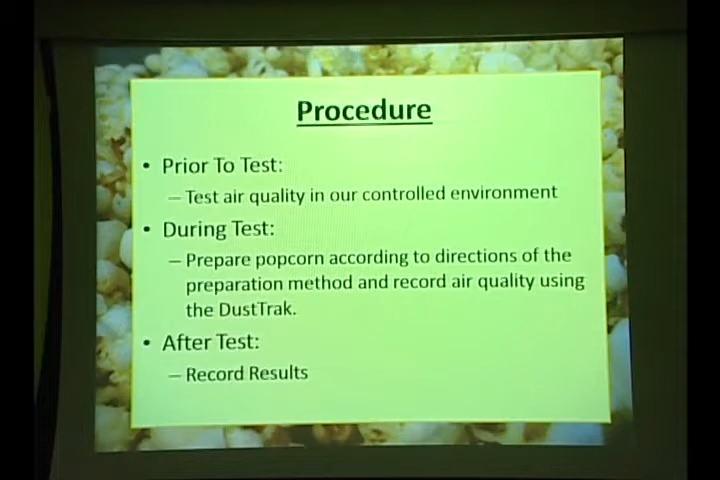 Procedure
• Prior To Test:
– Test air quality in our controlled environment
• During Test:
– Prepare popcorn according to directions of the
preparation method and record air quality using
the DustTrak.
• After Test:
– Record Results